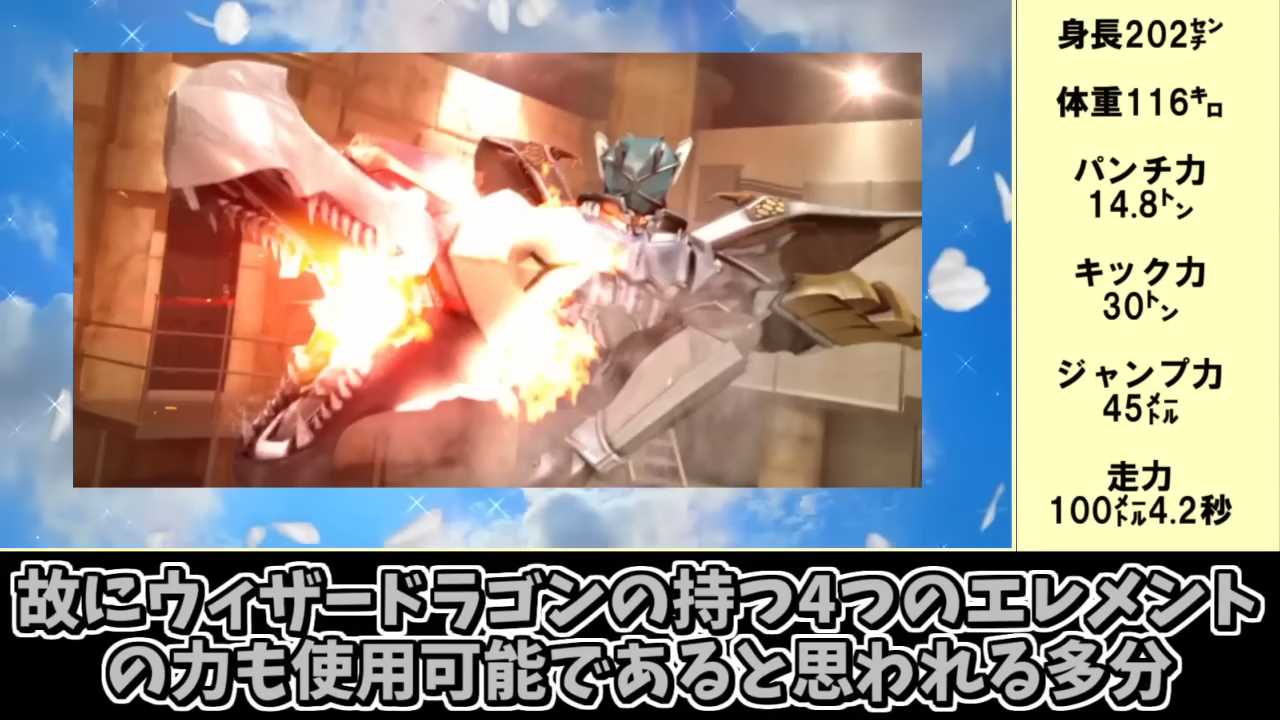 身長202㌢
体重116㌔
パンチ力
14.8㌧
キック力
30㌧
ジャンプ力
45㍍
走力
100㍍4.2秒
故にウィザードラゴンの持つ4つのエレメント
の力も使用可能であると思われる多分